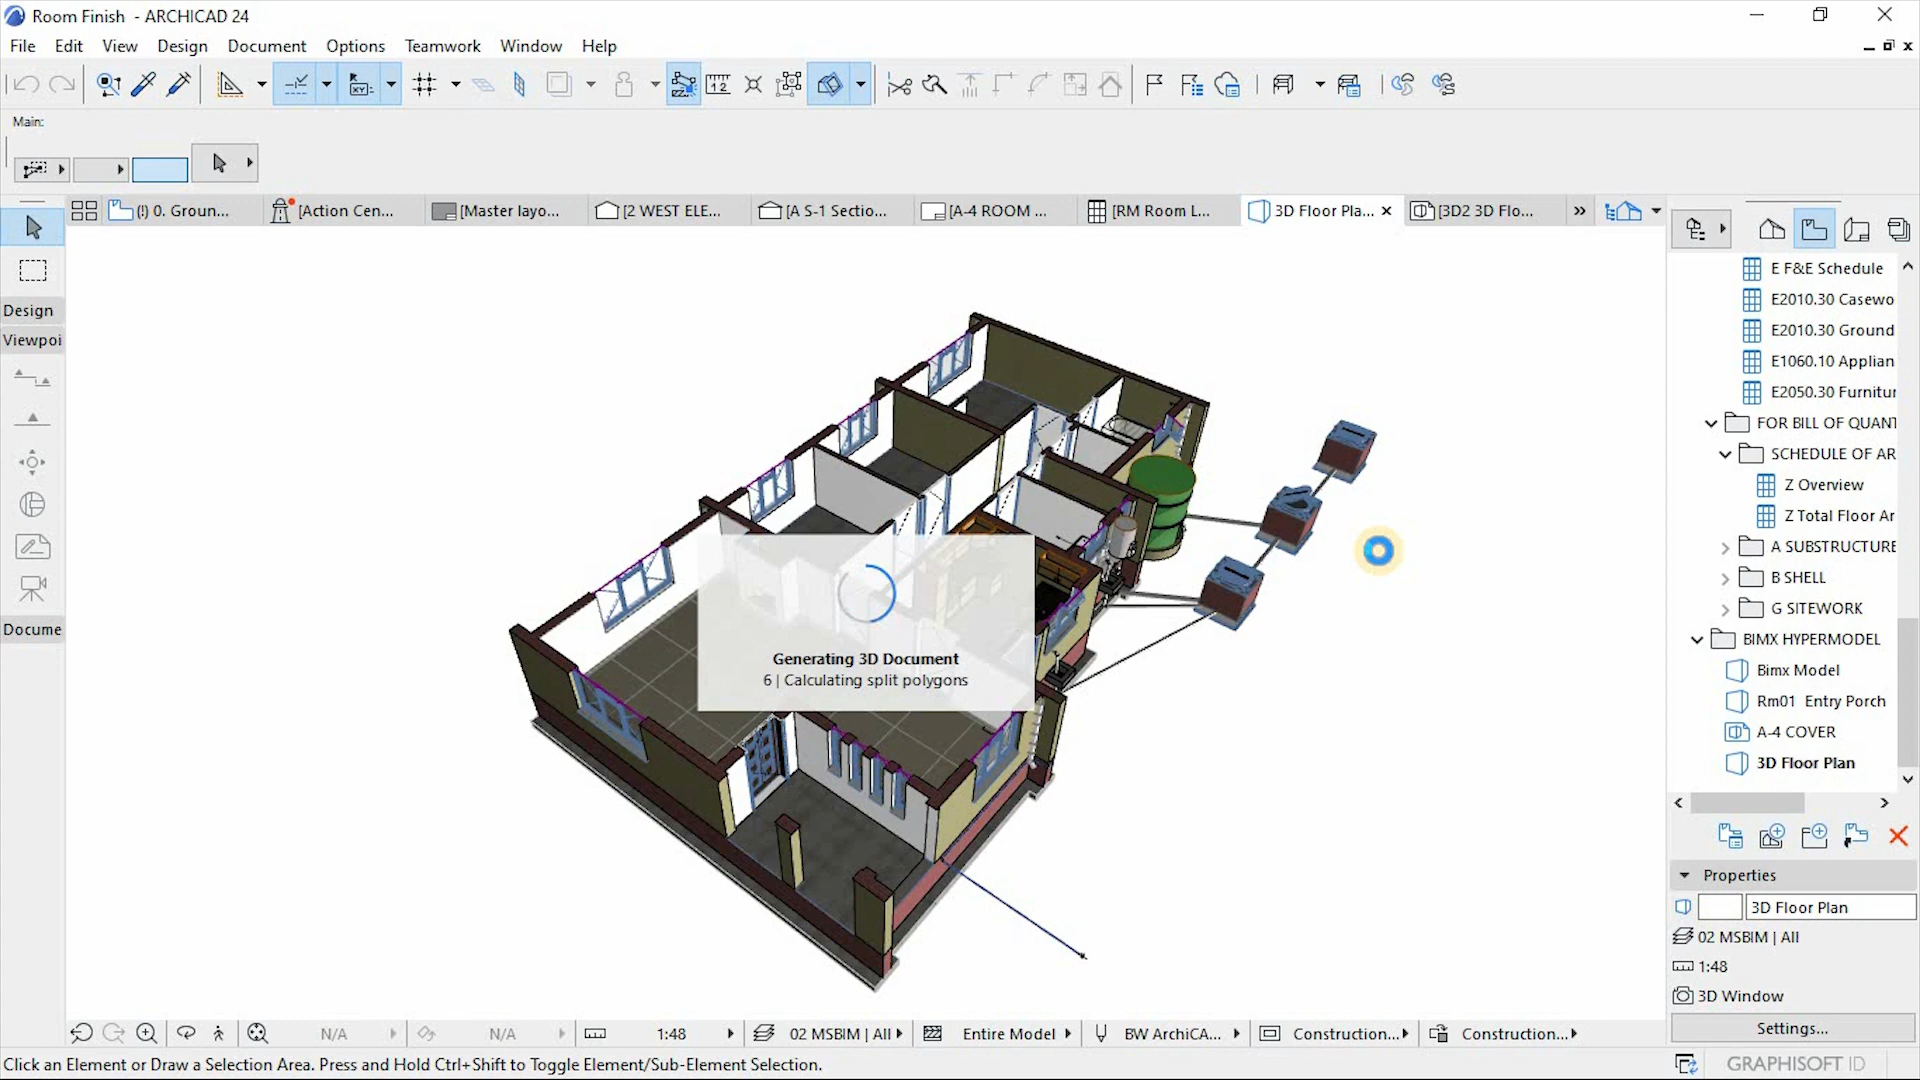 Room Finish - ARCHICAD 24
File Edit View Design Document Options Teamwork Window Help
Main:
(!) 0. Groun... [Action Cen... [Master layo... [2 WEST ELE... [A S-1 Sectio... [A-4 ROOM ... [RM Room L... 3D Floor Pla... [3D2 3D Flo...
Design
Viewpoi
Docume
E F&E Schedule
E2010.30 Casewo
E2010.30 Ground
E1060.10 Applian
E2050.30 Furnitur
FOR BILL OF QUANT
SCHEDULE OF AR
Z Overview
Z Total Floor Ar
A SUBSTRUCTURE
B SHELL
G SITEWORK
BIMX HYPERMODEL
Bimx Model
Rm01 Entry Porch
A-4 COVER
3D Floor Plan
Generating 3D Document
6 | Calculating split polygons
Properties
3D Floor Plan
02 MSBIM | All
1:48
3D Window
Settings...
N/A N/A 1:48 02 MSBIM | All Entire Model BW ArchiCA... Construction... Construction...
Click an Element or Draw a Selection Area. Press and Hold Ctrl+Shift to Toggle Element/Sub-Element Selection.
GRAPHISOFT ID